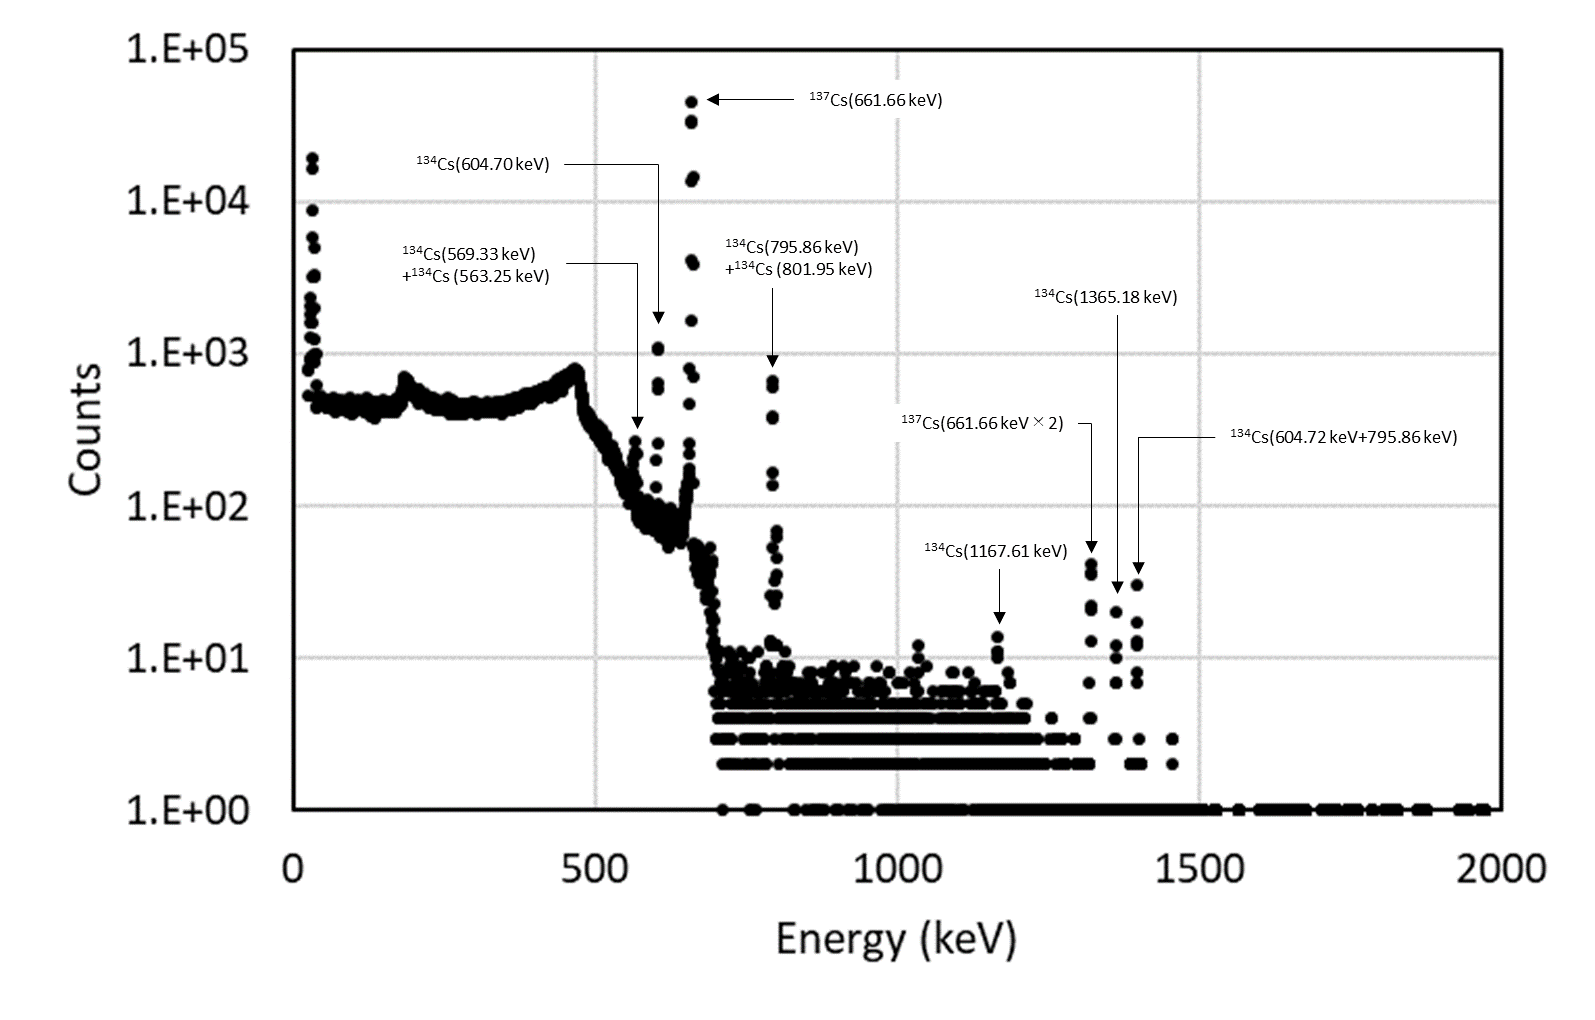 1.E+05
1.E+04
1.E+03
1.E+02
1.E+01
1.E+00
Counts
¹³⁷Cs(661.66 keV)
¹³⁴Cs(604.70 keV)
¹³⁴Cs(569.33 keV)
+¹³⁴Cs (563.25 keV)
¹³⁴Cs(795.86 keV)
+¹³⁴Cs (801.95 keV)
¹³⁴Cs(1365.18 keV)
¹³⁷Cs(661.66 keV × 2)
¹³⁴Cs(604.72 keV+795.86 keV)
¹³⁴Cs(1167.61 keV)
0 500 1000 1500 2000
Energy (keV)